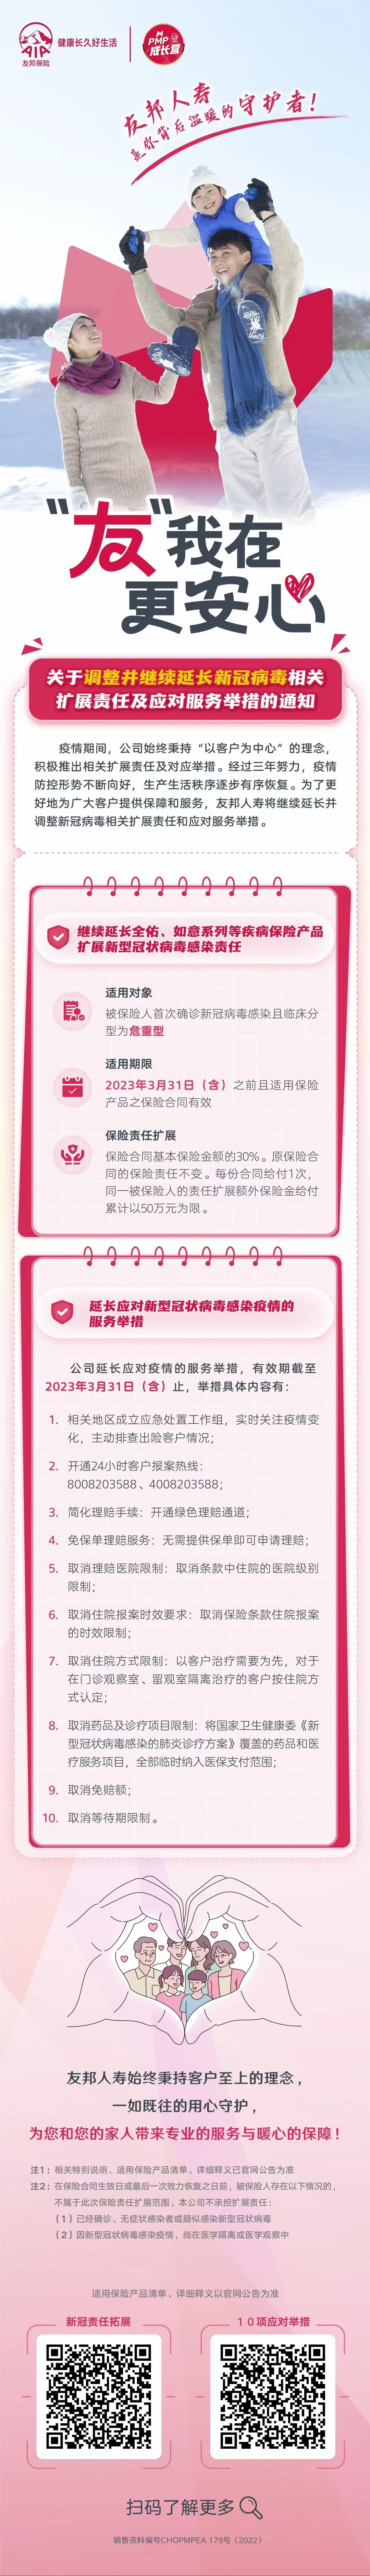 AIA
友邦保险
健康长久好生活
M
PMP
成长营
友邦人寿
是你背后温暖的守护者！
“友”我在
更安心
关于调整并继续延长新冠病毒相关
扩展责任及应对服务举措的通知
疫情期间，公司始终秉持“以客户为中心”的理念，
积极推出相关扩展责任及对应举措。经过三年努力，疫情
防控形势不断向好，生产生活秩序逐步有序恢复。为了更
好地为广大客户提供保障和服务，友邦人寿将继续延长并
调整新冠病毒相关扩展责任和应对服务举措。
继续延长全佑、如意系列等疾病保险产品
扩展新型冠状病毒感染责任
适用对象
被保险人首次确诊新冠病毒感染且临床分
型为危重型
适用期限
2023年3月31日（含）之前且适用保险
产品之保险合同有效
保险责任扩展
保险合同基本保险金额的30%。原保险合
同的保险责任不变。每份合同给付1次，
同一被保险人的责任扩展额外保险金给付
累计以50万元为限。
延长应对新型冠状病毒感染疫情的
服务举措
公司延长应对疫情的服务举措，有效期截至
2023年3月31日（含）止，举措具体内容有：
1. 相关地区成立应急处置工作组，实时关注疫情变
化，主动排查出险客户情况；
2. 开通24小时客户报案热线：
8008203588、4008203588；
3. 简化理赔手续：开通绿色理赔通道；
4. 免保单理赔服务：无需提供保单即可申请理赔；
5. 取消理赔医院限制：取消条款中住院的医院级别
限制；
6. 取消住院报案时效要求：取消保险条款住院报案
的时效限制；
7. 取消住院方式限制：以客户治疗需要为先，对于
在门诊观察室、留观室隔离治疗的客户按住院方
式认定；
8. 取消药品及诊疗项目限制：将国家卫生健康委《新
型冠状病毒感染的肺炎诊疗方案》覆盖的药品和医
疗服务项目，全部临时纳入医保支付范围；
9. 取消免赔额；
10. 取消等待期限制。
友邦人寿始终秉持客户至上的理念，
一如既往的用心守护，
为您和您的家人带来专业的服务与暖心的保障！
注1：相关特别说明、适用保险产品清单、详细释义已官网公告为准
注2：在保险合同生效日或最后一次效力恢复之日前，被保险人存在以下情况的，
不属于此次保险责任扩展范围，本公司不承担扩展责任：
（1）已经确诊、无症状感染者或疑似感染新型冠状病毒
（2）因新型冠状病毒感染疫情，尚在医学隔离或医学观察中
适用保险产品清单、详细释义以官网公告为准
新冠责任拓展
10项应对举措
扫码了解更多
销售资料编号CHOPMPEA 179号（2022）